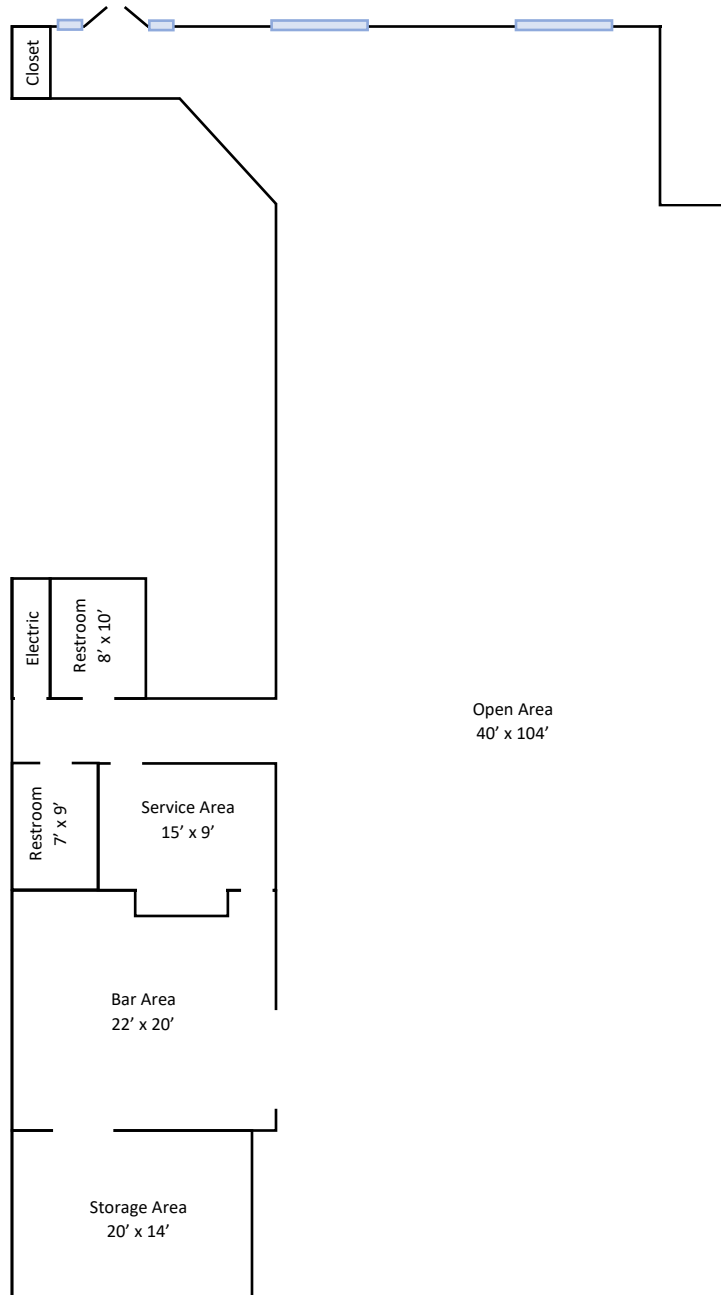 Closet
Electric
Restroom
8’ x 10’
Open Area
40’ x 104’
Restroom
7’ x 9’
Service Area
15’ x 9’
Bar Area
22’ x 20’
Storage Area
20’ x 14’